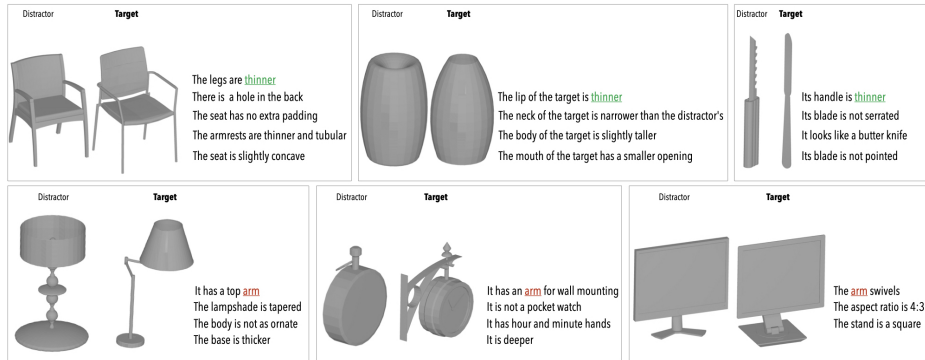 Distractor Target
The legs are thinner
There is a hole in the back
The seat has no extra padding
The armrests are thinner and tubular
The seat is slightly concave
Distractor Target
The lip of the target is thinner
The neck of the target is narrower than the distractor's
The body of the target is slightly taller
The mouth of the target has a smaller opening
Distractor Target
Its handle is thinner
Its blade is not serrated
It looks like a butter knife
Its blade is not pointed
Distractor Target
It has a top arm
The lampshade is tapered
The body is not as ornate
The base is thicker
Distractor Target
It has an arm for wall mounting
It is not a pocket watch
It has hour and minute hands
It is deeper
Distractor Target
The arm swivels
The aspect ratio is 4:3
The stand is a square